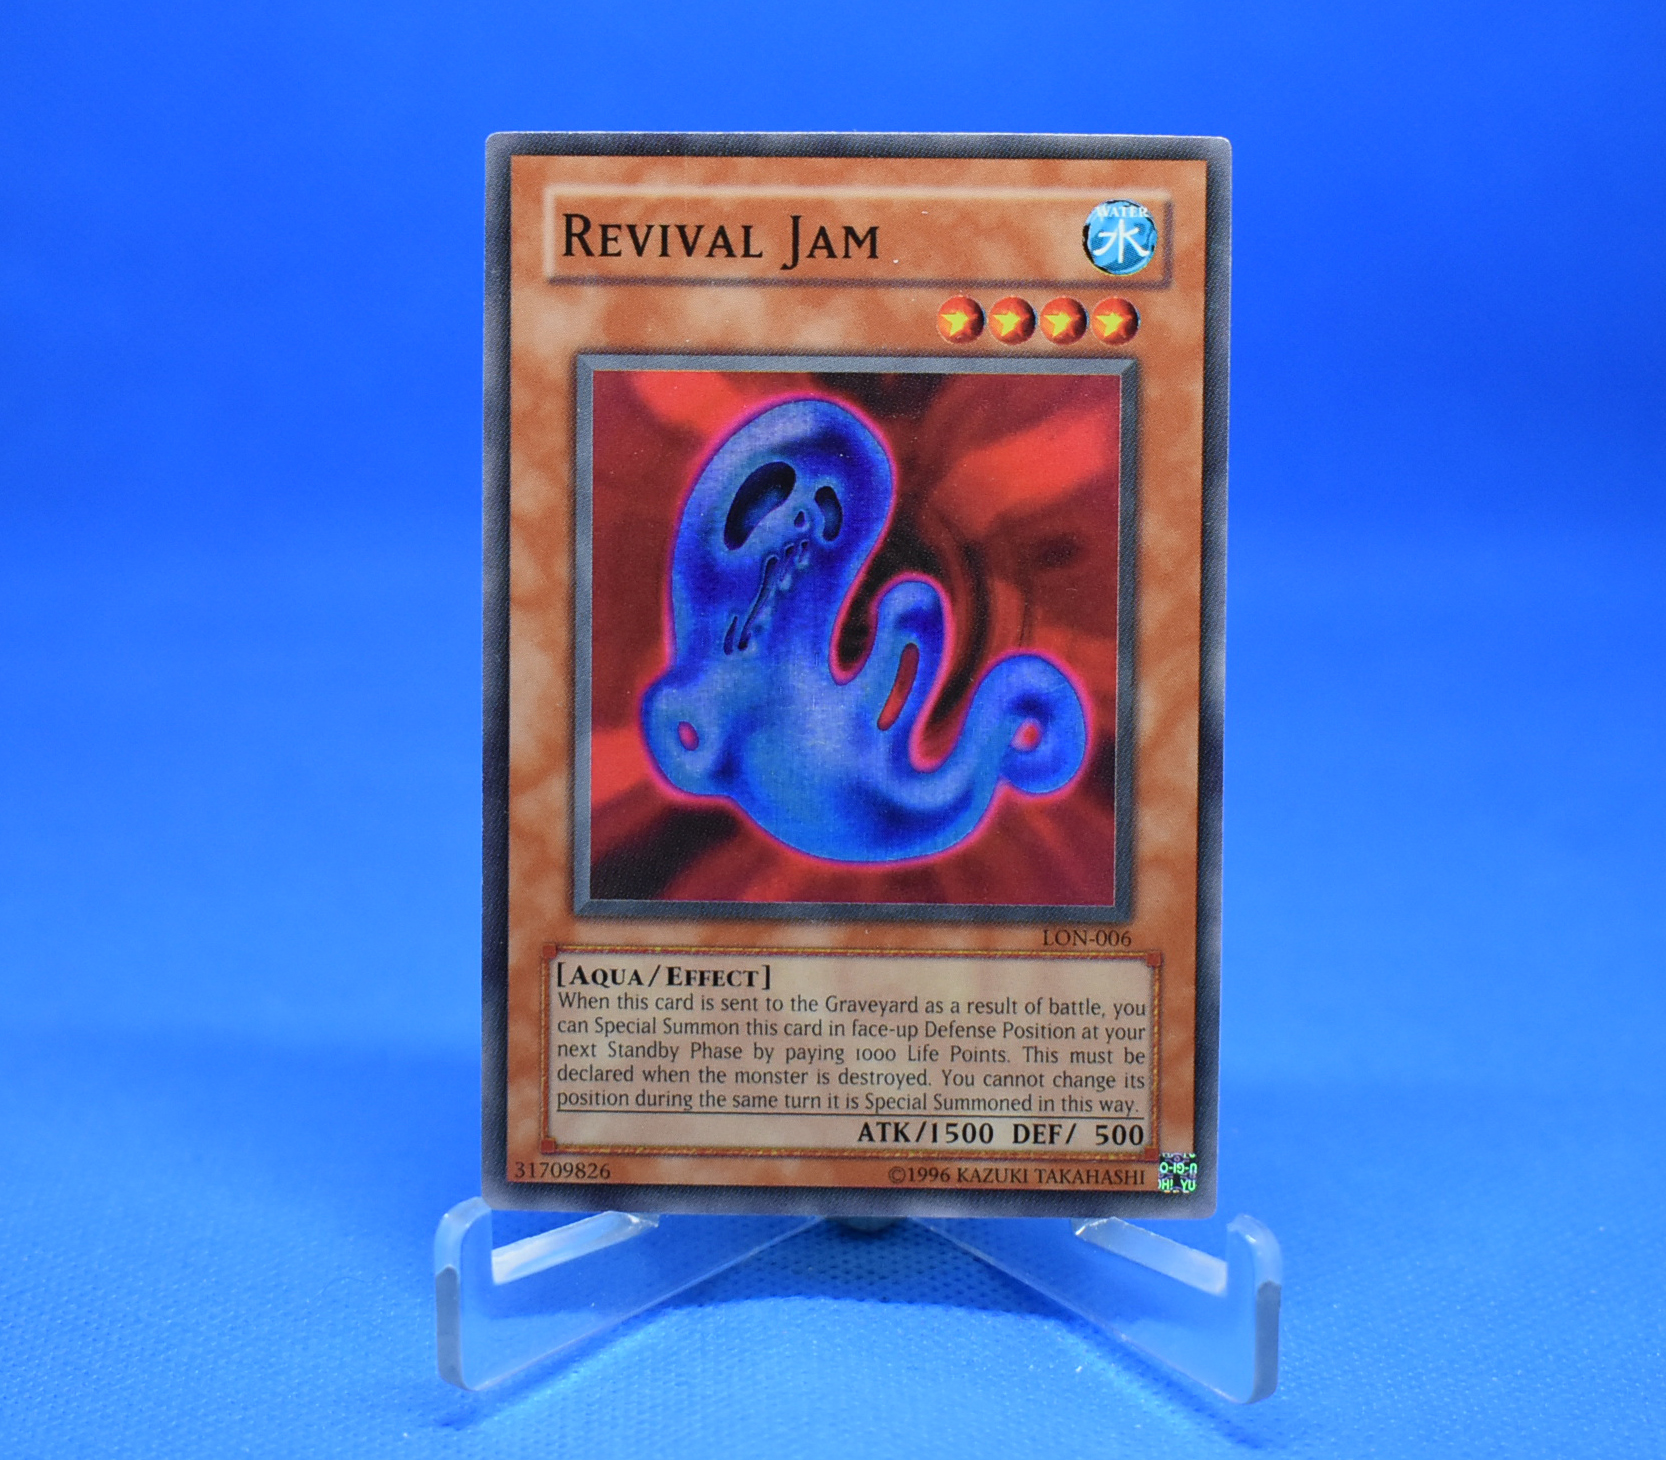 REVIVAL JAM
WATER
水
LON-006
[AQUA/EFFECT]
When this card is sent to the Graveyard as a result of battle, you
can Special Summon this card in face-up Defense Position at your
next Standby Phase by paying 1000 Life Points. This must be
declared when the monster is destroyed. You cannot change its
position during the same turn it is Special Summoned in this way.
ATK/1500 DEF/ 500
31709826
©1996 KAZUKI TAKAHASHI